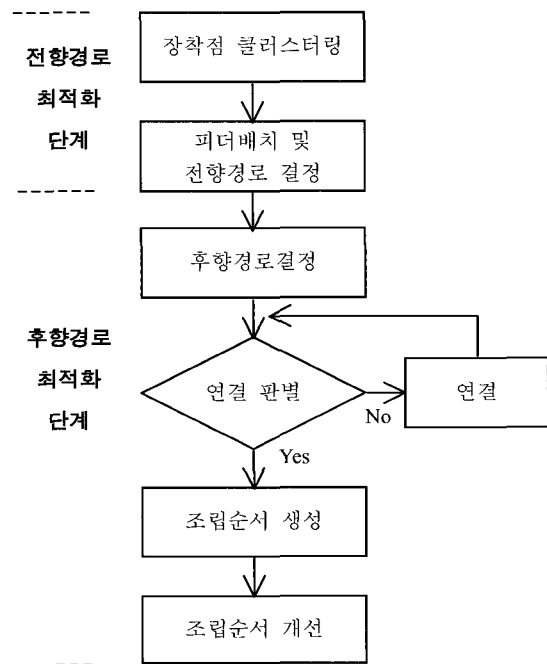 전향경로
최적화
단계
장착점 클러스터링
피더배치 및
전향경로 결정
후향경로
최적화
단계
후향경로결정
연결 판별
No
연결
Yes
조립순서 생성
조립순서 개선